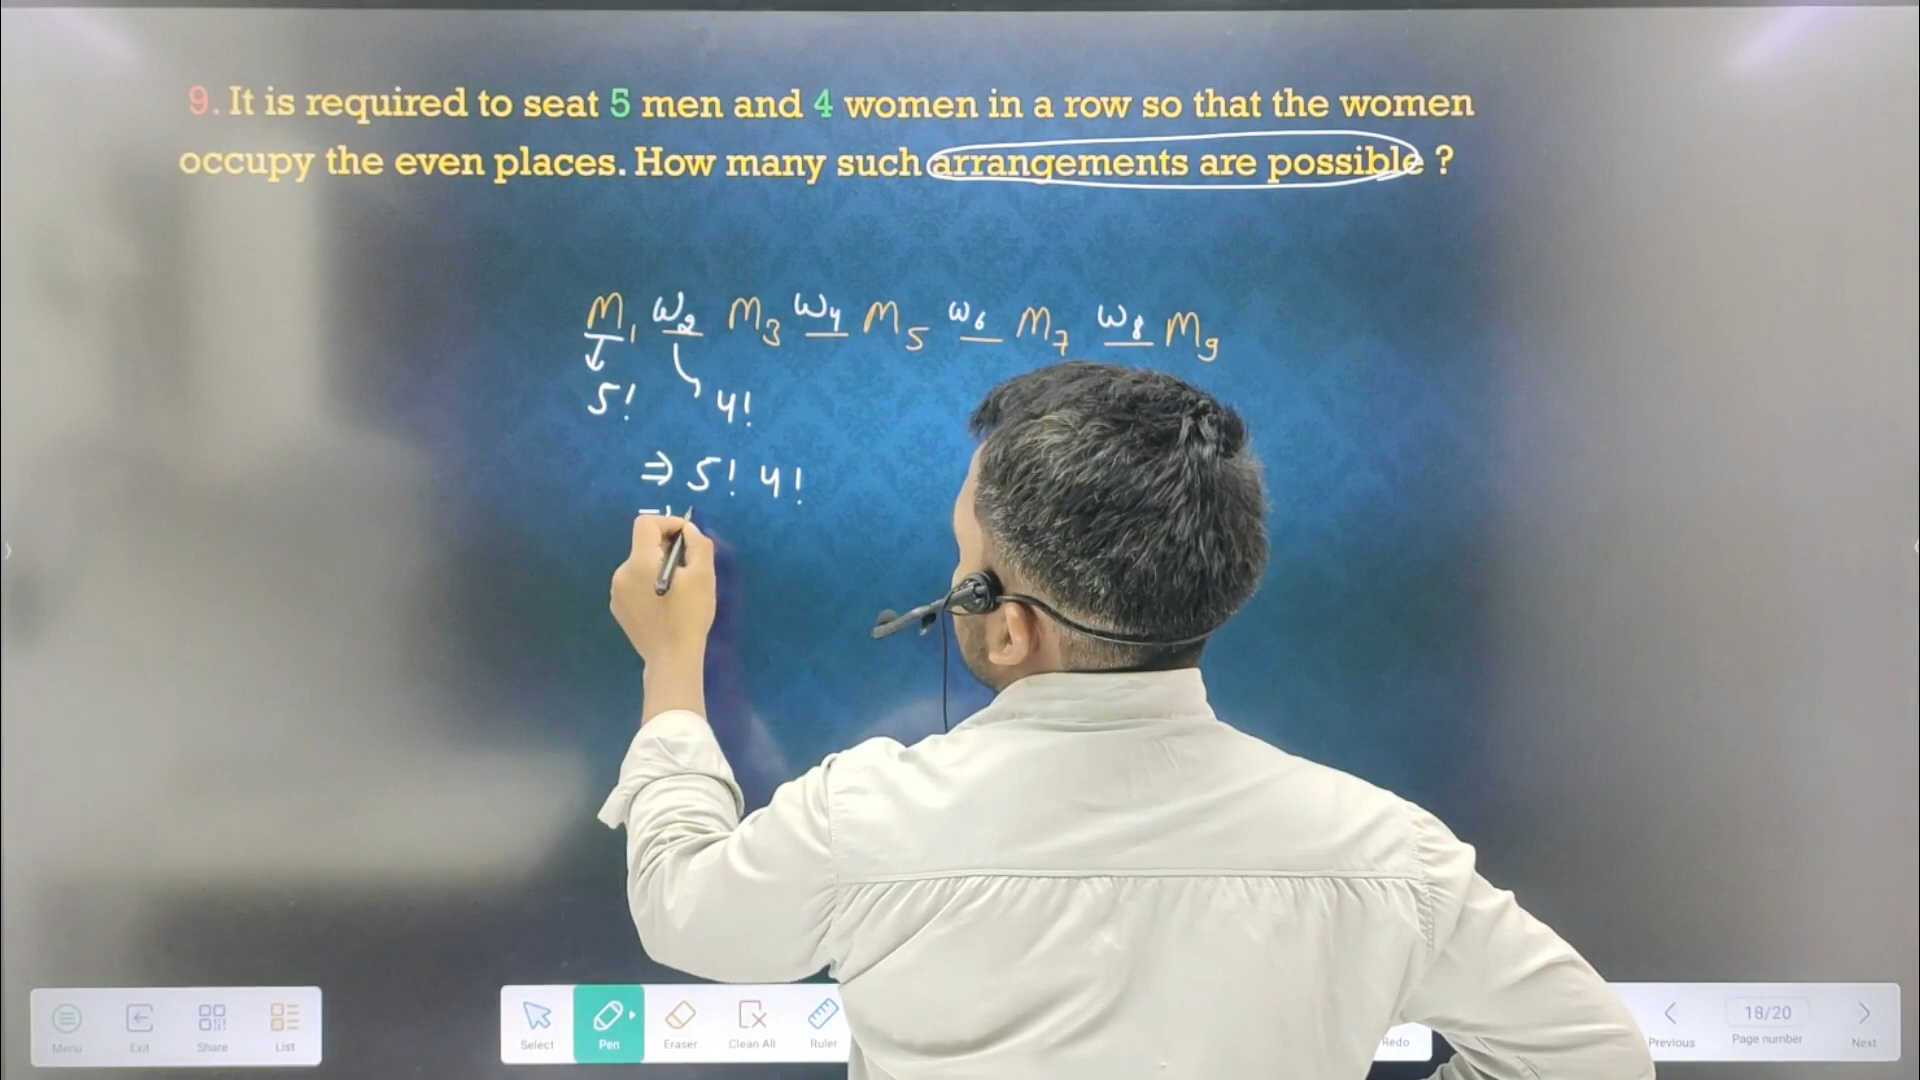 9. It is required to seat 5 men and 4 women in a row so that the women
occupy the even places. How many such arrangements are possible ?
M1 W2 M3 W4 M5 W6 M7 W8 M9
5! 4!
⇒ 5! 4!
Menu Exit Share List Select Pen Eraser Clean All Ruler Redo Previous 18/20 Page number Next